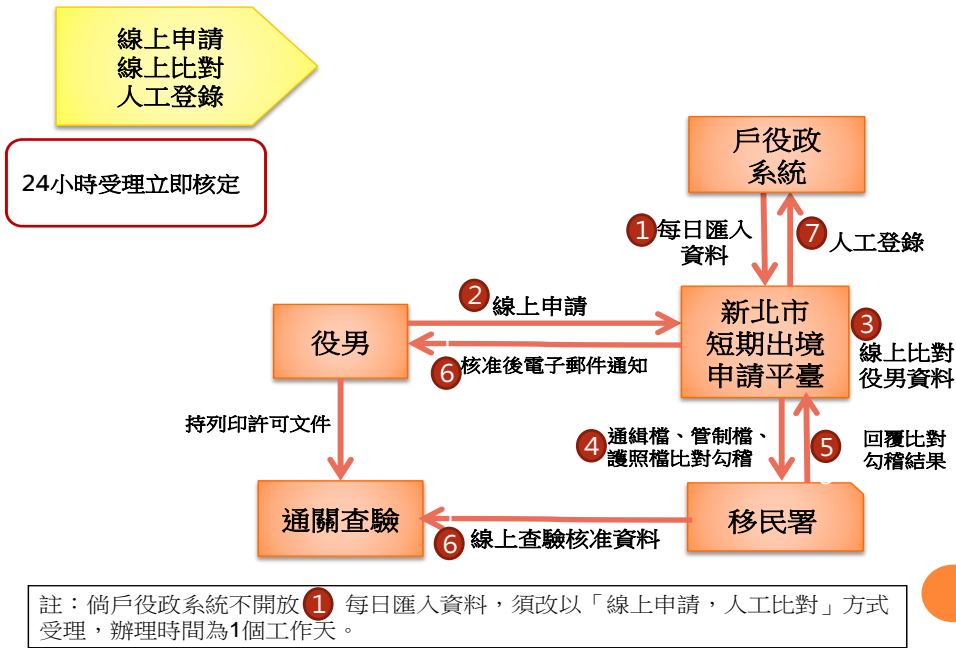 線上申請
線上比對
人工登錄
24小時受理立即核定
戶役政
系統
1 每日匯入
資料
7 人工登錄
2 線上申請
役男
新北市
短期出境
申請平臺
3
線上比對
役男資料
6 核准後電子郵件通知
持列印許可文件
4 通緝檔、管制檔、
護照檔比對勾稽
5 回覆比對
勾稽結果
通關查驗
移民署
6 線上查驗核准資料
註：倘戶役政系統不開放 1 每日匯入資料，須改以「線上申請，人工比對」方式
受理，辦理時間為1個工作天。